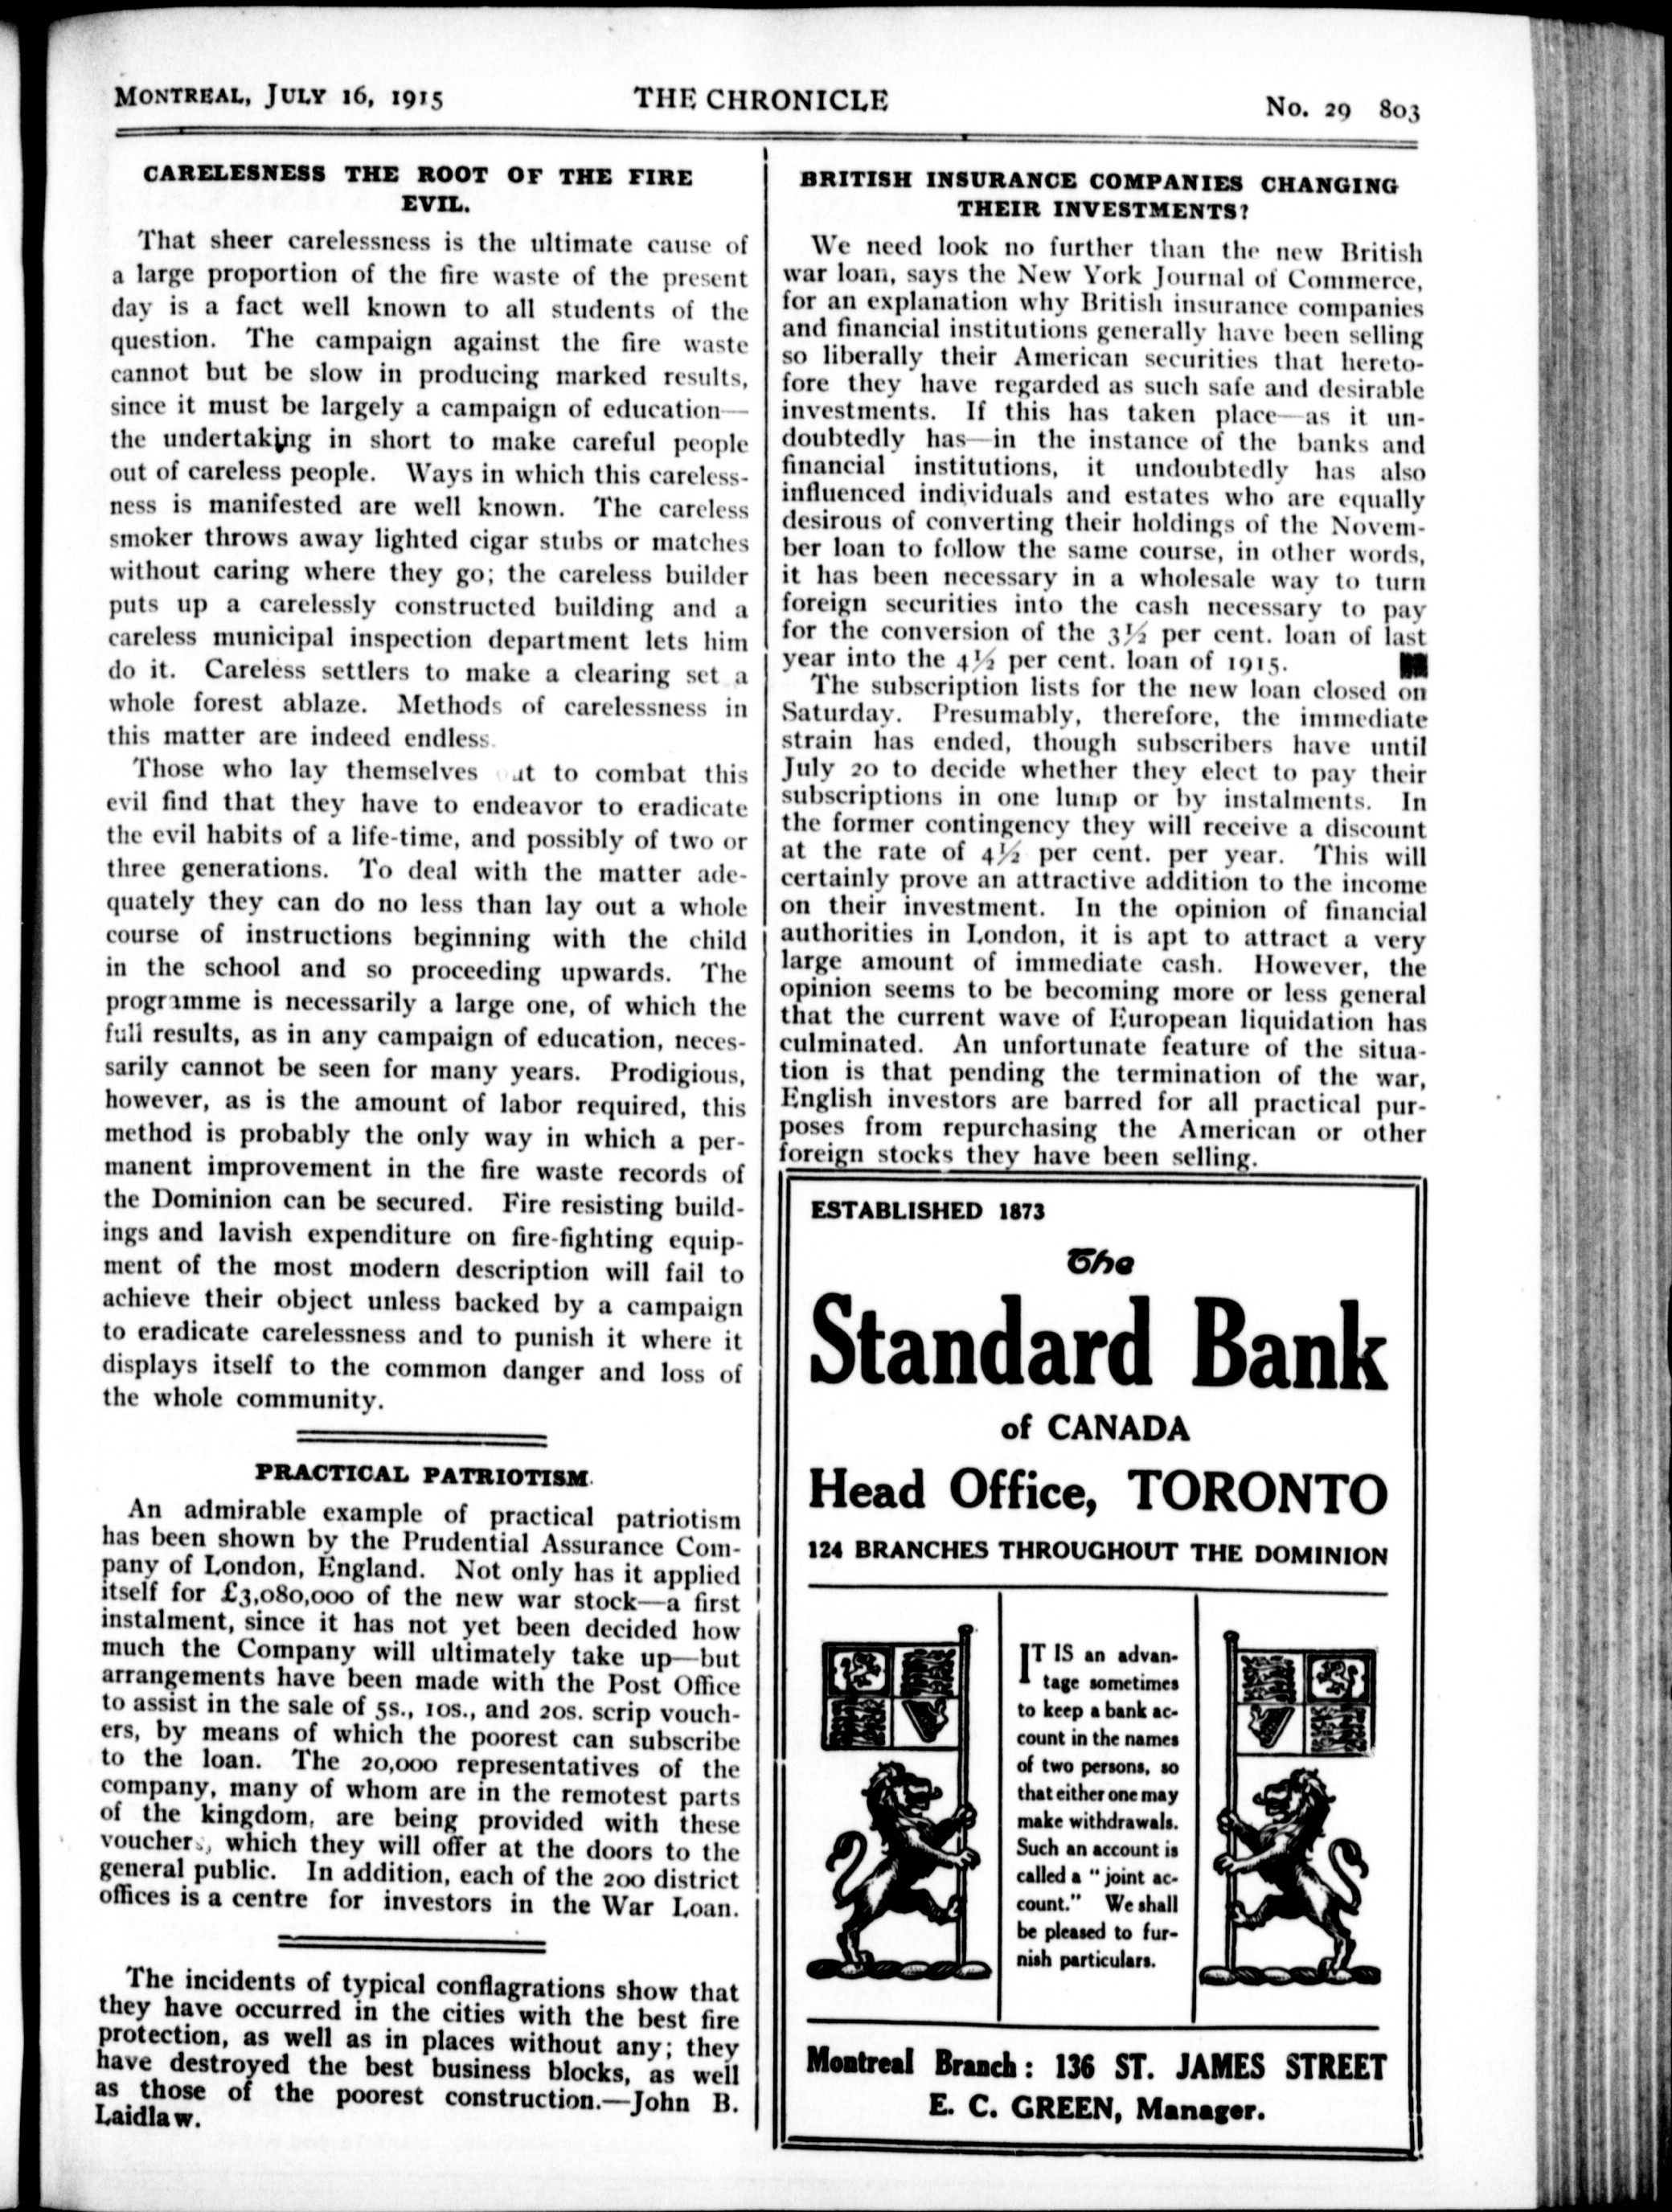 MONTREAL, JULY 16, 1915 THE CHRONICLE No. 29 803
CARELESNESS THE ROOT OF THE FIRE
EVIL.
That sheer carelessness is the ultimate cause of
a large proportion of the fire waste of the present
day is a fact well known to all students of the
question. The campaign against the fire waste
cannot but be slow in producing marked results,
since it must be largely a campaign of education—
the undertaking in short to make careful people
out of careless people. Ways in which this careless-
ness is manifested are well known. The careless
smoker throws away lighted cigar stubs or matches
without caring where they go; the careless builder
puts up a carelessly constructed building and a
careless municipal inspection department lets him
do it. Careless settlers to make a clearing set a
whole forest ablaze. Methods of carelessness in
this matter are indeed endless.
Those who lay themselves out to combat this
evil find that they have to endeavor to eradicate
the evil habits of a life-time, and possibly of two or
three generations. To deal with the matter ade-
quately they can do no less than lay out a whole
course of instructions beginning with the child
in the school and so proceeding upwards. The
programme is necessarily a large one, of which the
full results, as in any campaign of education, neces-
sarily cannot be seen for many years. Prodigious,
however, as is the amount of labor required, this
method is probably the only way in which a per-
manent improvement in the fire waste records of
the Dominion can be secured. Fire resisting build-
ings and lavish expenditure on fire-fighting equip-
ment of the most modern description will fail to
achieve their object unless backed by a campaign
to eradicate carelessness and to punish it where it
displays itself to the common danger and loss of
the whole community.
PRACTICAL PATRIOTISM.
An admirable example of practical patriotism
has been shown by the Prudential Assurance Com-
pany of London, England. Not only has it applied
itself for £3,080,000 of the new war stock—a first
instalment, since it has not yet been decided how
much the Company will ultimately take up—but
arrangements have been made with the Post Office
to assist in the sale of 5s., 10s., and 20s. scrip vouch-
ers, by means of which the poorest can subscribe
to the loan. The 20,000 representatives of the
company, many of whom are in the remotest parts
of the kingdom, are being provided with these
vouchers, which they will offer at the doors to the
general public. In addition, each of the 200 district
offices is a centre for investors in the War Loan.
The incidents of typical conflagrations show that
they have occurred in the cities with the best fire
protection, as well as in places without any; they
have destroyed the best business blocks, as well
as those of the poorest construction.—John B.
Laidlaw.
BRITISH INSURANCE COMPANIES CHANGING
THEIR INVESTMENTS?
We need look no further than the new British
war loan, says the New York Journal of Commerce,
for an explanation why British insurance companies
and financial institutions generally have been selling
so liberally their American securities that hereto-
fore they have regarded as such safe and desirable
investments. If this has taken place—as it un-
doubtedly has—in the instance of the banks and
financial institutions, it undoubtedly has also
influenced individuals and estates who are equally
desirous of converting their holdings of the Novem-
ber loan to follow the same course, in other words,
it has been necessary in a wholesale way to turn
foreign securities into the cash necessary to pay
for the conversion of the 3½ per cent. loan of last
year into the 4½ per cent. loan of 1915.
The subscription lists for the new loan closed on
Saturday. Presumably, therefore, the immediate
strain has ended, though subscribers have until
July 20 to decide whether they elect to pay their
subscriptions in one lump or by instalments. In
the former contingency they will receive a discount
at the rate of 4½ per cent. per year. This will
certainly prove an attractive addition to the income
on their investment. In the opinion of financial
authorities in London, it is apt to attract a very
large amount of immediate cash. However, the
opinion seems to be becoming more or less general
that the current wave of European liquidation has
culminated. An unfortunate feature of the situa-
tion is that pending the termination of the war,
English investors are barred for all practical pur-
poses from repurchasing the American or other
foreign stocks they have been selling.
ESTABLISHED 1873
The
Standard Bank
of CANADA
Head Office, TORONTO
124 BRANCHES THROUGHOUT THE DOMINION
IT IS an advan-
tage sometimes
to keep a bank ac-
count in the names
of two persons, so
that either one may
make withdrawals.
Such an account is
called a "joint ac-
count." We shall
be pleased to fur-
nish particulars.
Montreal Branch: 136 ST. JAMES STREET
E. C. GREEN, Manager.